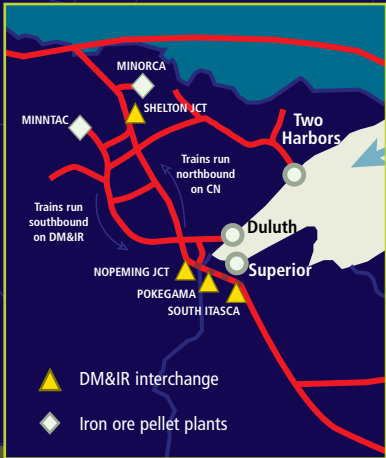 MINORCA
SHELTON JCT
MINNTAC
Two
Harbors
Trains run
northbound
on CN
Trains run
southbound
on DM&IR
Duluth
NOPEMING JCT
Superior
POKEGAMA
SOUTH ITASCA
DM&IR interchange
Iron ore pellet plants